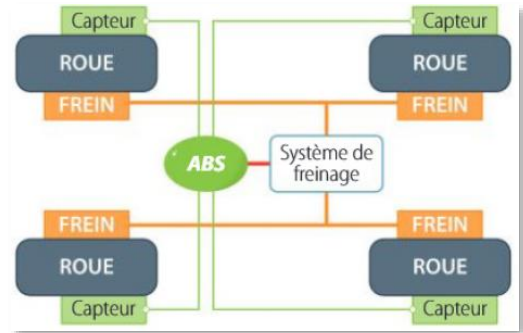 Capteur
Capteur
ROUE
ROUE
FREIN
FREIN
ABS
Système de
freinage
FREIN
FREIN
ROUE
ROUE
Capteur
Capteur